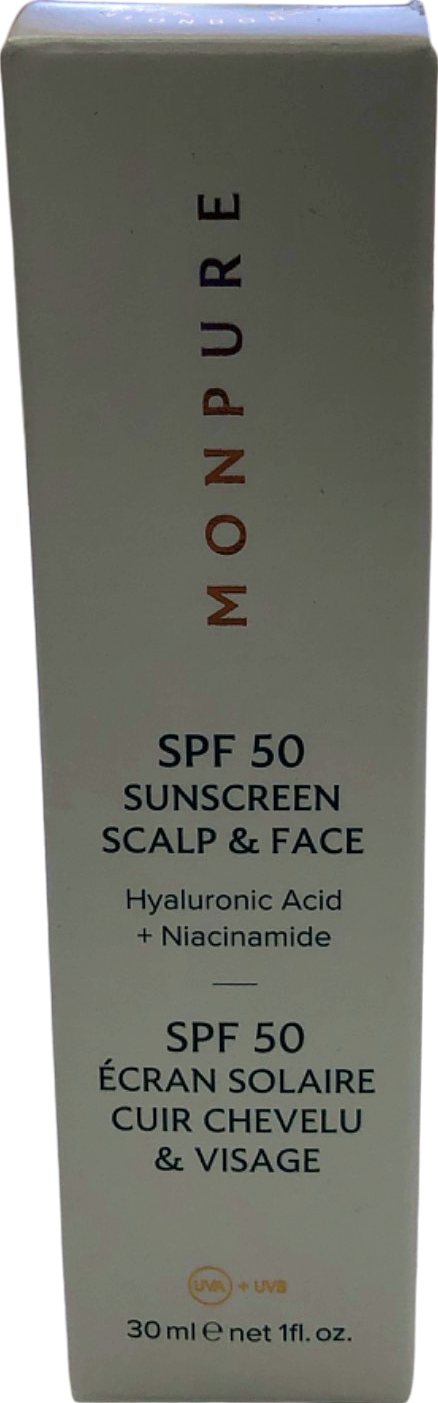 MONPURE
SPF 50
SUNSCREEN
SCALP & FACE
Hyaluronic Acid
+ Niacinamide
SPF 50
ÉCRAN SOLAIRE
CUIR CHEVELU
& VISAGE
UVA + UVB
30 ml e net 1fl. oz.